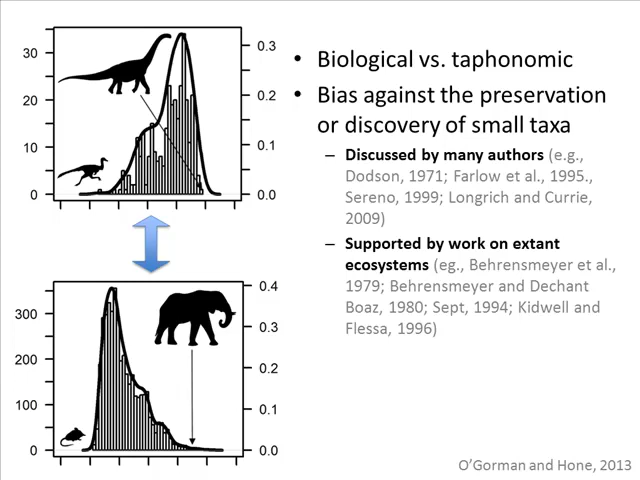 30
20
10
0
0.3
0.2
0.1
0.0
300
200
100
0
0.4
0.3
0.2
0.1
0.0
• Biological vs. taphonomic
• Bias against the preservation
or discovery of small taxa
– Discussed by many authors (e.g.,
Dodson, 1971; Farlow et al., 1995.,
Sereno, 1999; Longrich and Currie,
2009)
– Supported by work on extant
ecosystems (eg., Behrensmeyer et al.,
1979; Behrensmeyer and Dechant
Boaz, 1980; Sept, 1994; Kidwell and
Flessa, 1996)
O’Gorman and Hone, 2013